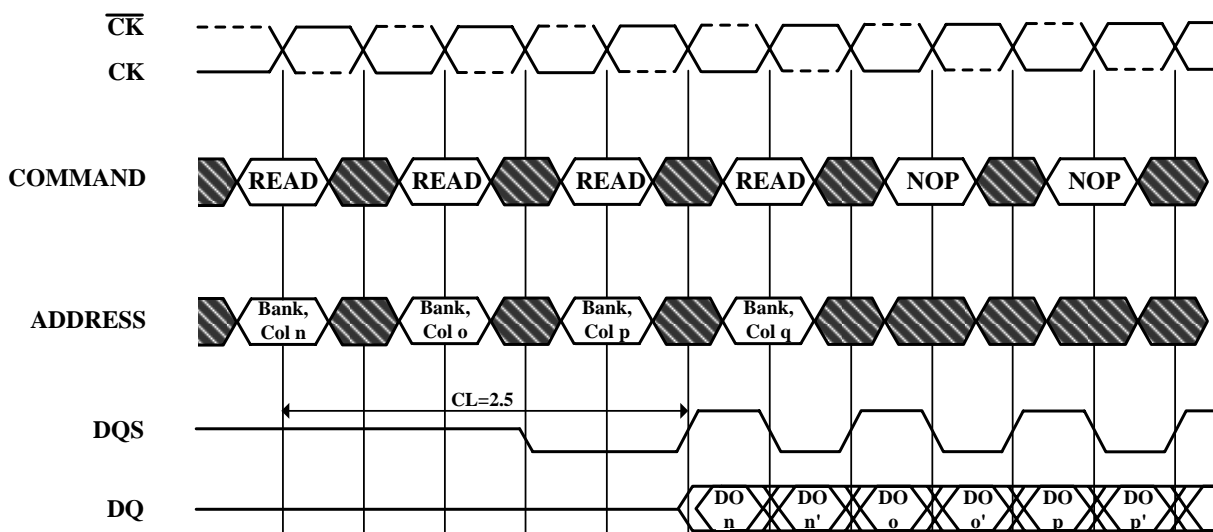 CK
CK
COMMAND READ READ READ READ NOP NOP
ADDRESS
Bank, Col n
Bank, Col o
Bank, Col p
Bank, Col q
CL=2.5
DQS
DQ
DO n
DO n'
DO o
DO o'
DO p
DO p'